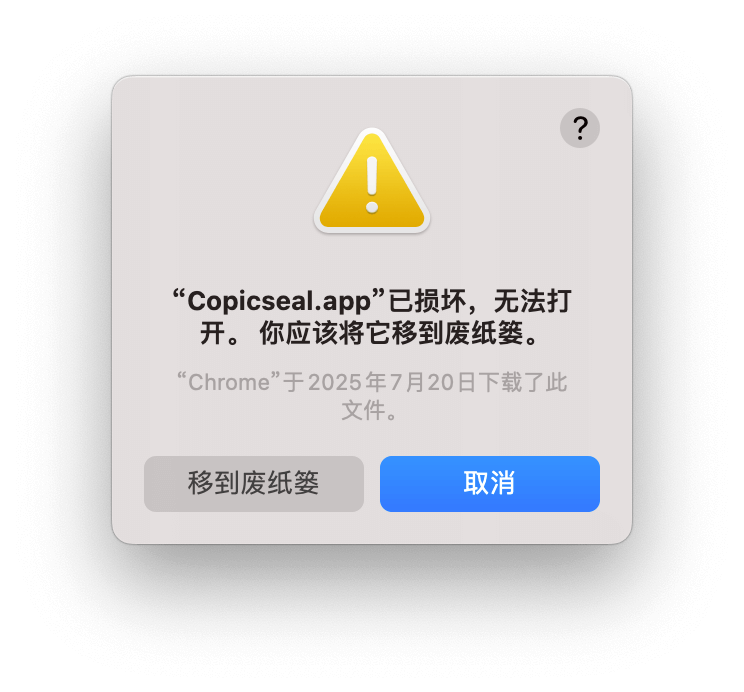 ?
“Copicseal.app”已损坏，无法打
开。 你应该将它移到废纸篓。
“Chrome”于2025年7月20日下载了此
文件。
移到废纸篓
取消